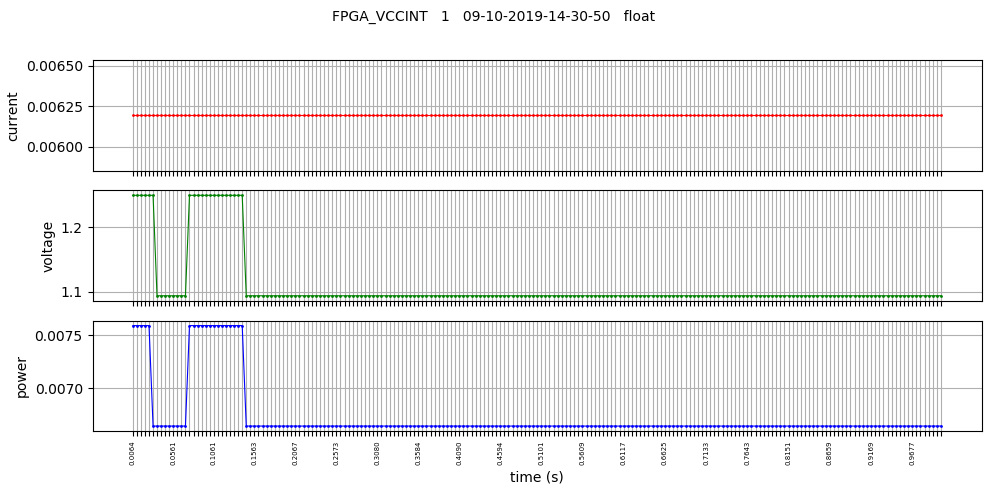 FPGA_VCCINT   1   09-10-2019-14-30-50   float
0.00650
0.00625
0.00600
current
1.2
1.1
voltage
0.0075
0.0070
power
0.0064 0.0561 0.1061 0.1563 0.2067 0.2573 0.3080 0.3584 0.4090 0.4594 0.5101 0.5609 0.6117 0.6625 0.7133 0.7643 0.8151 0.8659 0.9169 0.9677
time (s)